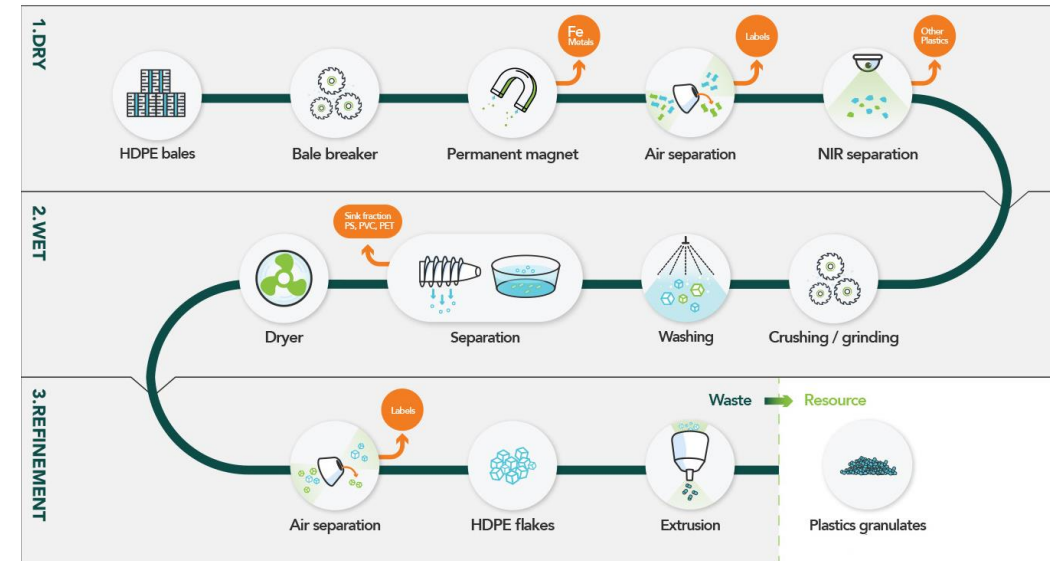 1.DRY
Fe
Metals
Labels
Other
Plastics
HDPE bales
Bale breaker
Permanent magnet
Air separation
NIR separation
2.WET
Sink fraction
PS, PVC, PET
Dryer
Separation
Washing
Crushing / grinding
3.REFINEMENT
Labels
Waste
Resource
Air separation
HDPE flakes
Extrusion
Plastics granulates